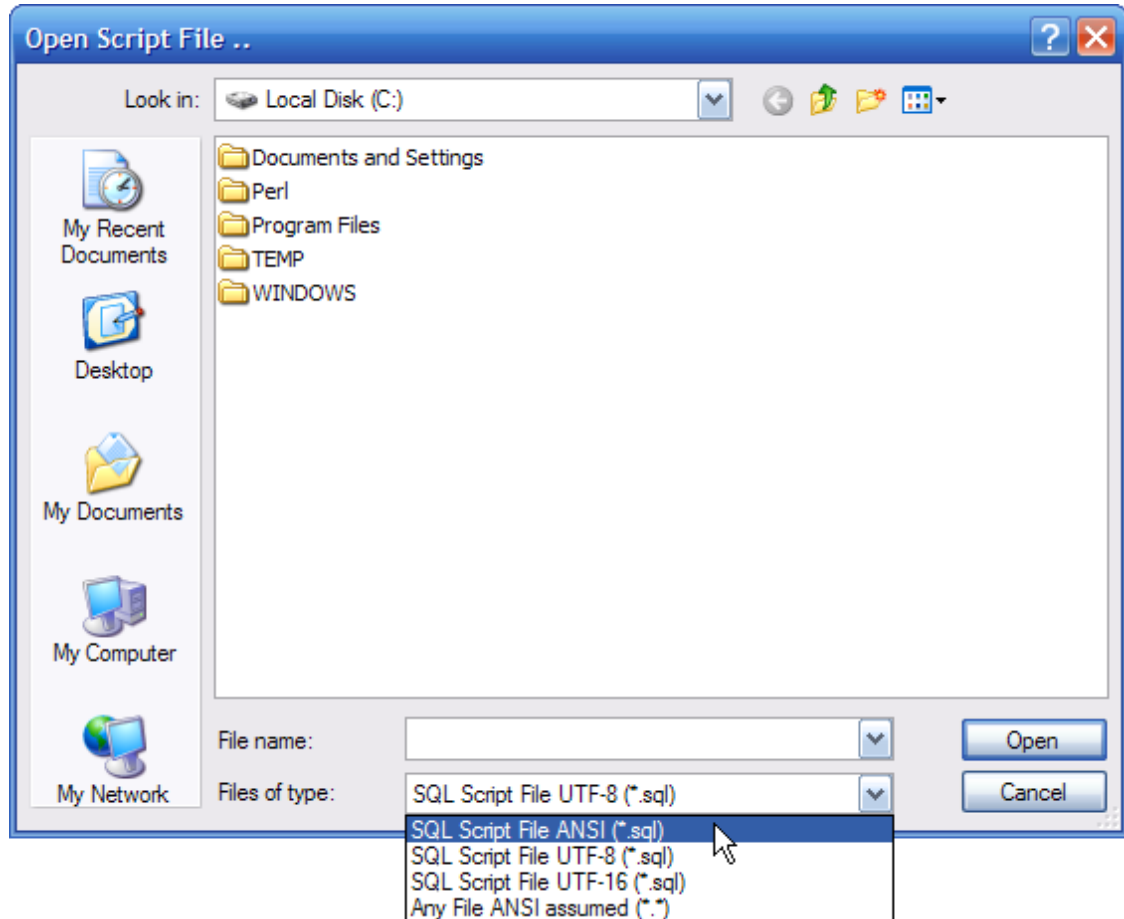 Open Script File ..
Look in: Local Disk (C:)
My Recent
Documents
Desktop
My Documents
My Computer
My Network
Documents and Settings
Perl
Program Files
TEMP
WINDOWS
File name: Open
Files of type: SQL Script File UTF-8 (*.sql) Cancel
SQL Script File ANSI (*.sql)
SQL Script File UTF-8 (*.sql)
SQL Script File UTF-16 (*.sql)
Any File ANSI assumed (*.*)